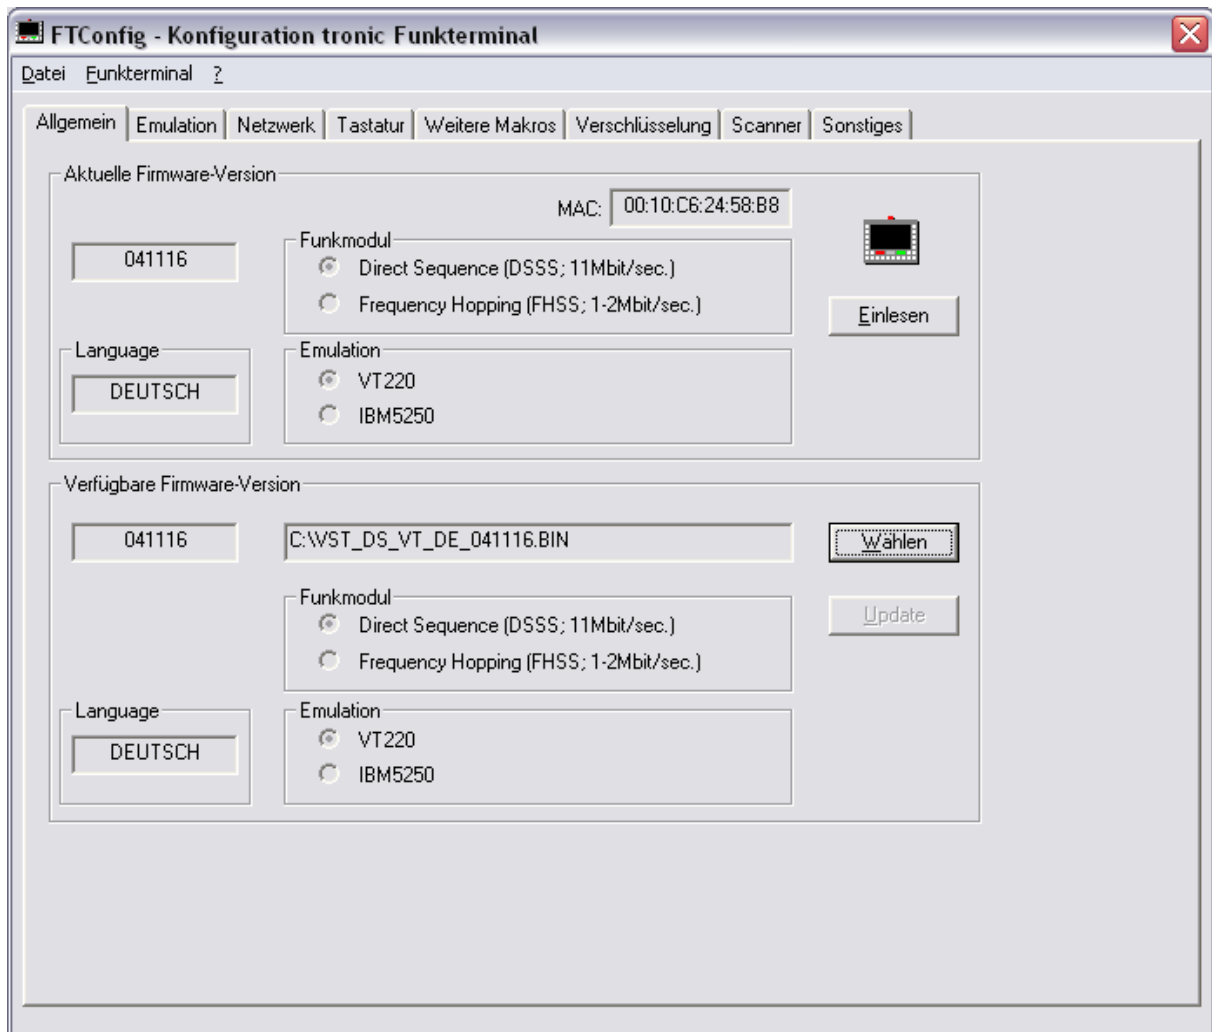 FTConfig - Konfiguration tronic Funkterminal
Datei Funkterminal ?
Allgemein Emulation Netzwerk Tastatur Weitere Makros Verschlüsselung Scanner Sonstiges
Aktuelle Firmware-Version
MAC: 00:10:C6:24:58:B8
041116
Funkmodul
Direct Sequence (DSSS; 11Mbit/sec.)
Frequency Hopping (FHSS; 1-2Mbit/sec.)
Einlesen
Language
DEUTSCH
Emulation
VT220
IBM5250
Verfügbare Firmware-Version
041116
C:\VST_DS_VT_DE_041116.BIN
Wählen
Funkmodul
Direct Sequence (DSSS; 11Mbit/sec.)
Frequency Hopping (FHSS; 1-2Mbit/sec.)
Update
Language
DEUTSCH
Emulation
VT220
IBM5250